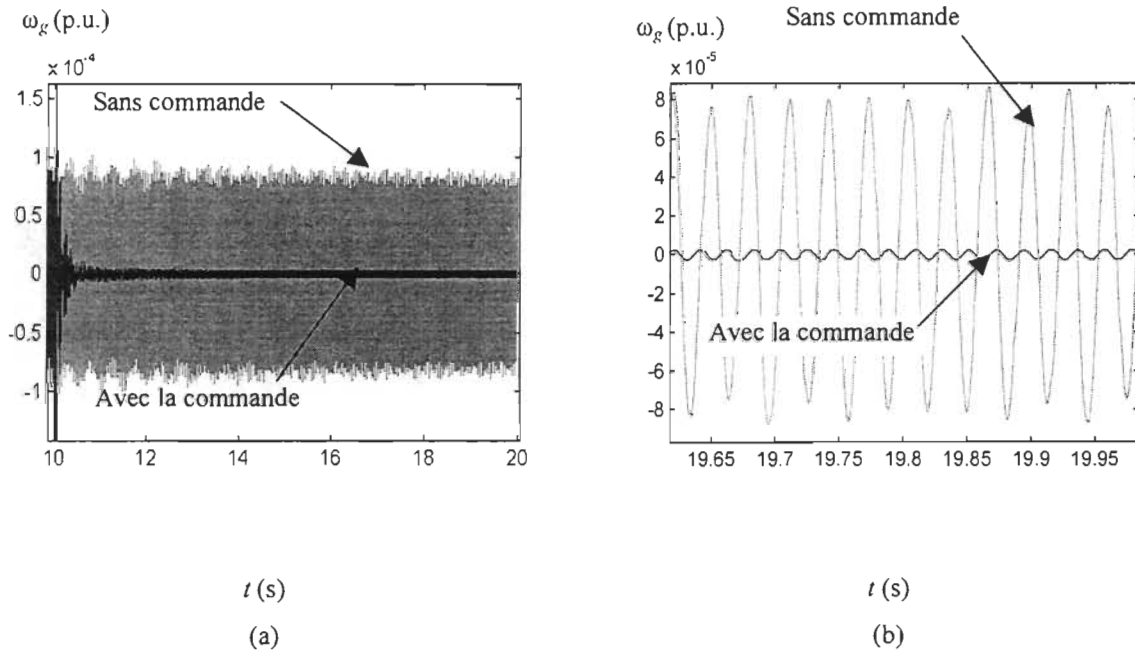 ω_g (p.u.)
x 10^-4
1.5
1
0.5
0
-0.5
-1
Sans commande
Avec la commande
10 12 14 16 18 20
t (s)
(a)
ω_g (p.u.)
x 10^-5
8
6
4
2
0
-2
-4
-6
-8
Sans commande
Avec la commande
19.65 19.7 19.75 19.8 19.85 19.9 19.95
t (s)
(b)